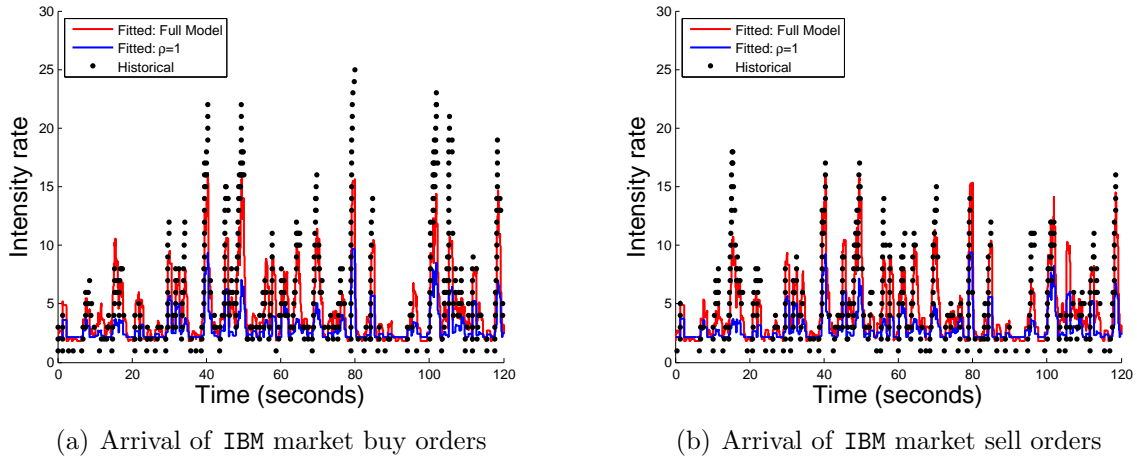 Fitted: Full Model
Fitted: ρ=1
Historical
30
25
20
15
10
5
0
0 20 40 60 80 100 120
Intensity rate
Time (seconds)
(a) Arrival of IBM market buy orders
Fitted: Full Model
Fitted: ρ=1
Historical
30
25
20
15
10
5
0
0 20 40 60 80 100 120
Intensity rate
Time (seconds)
(b) Arrival of IBM market sell orders